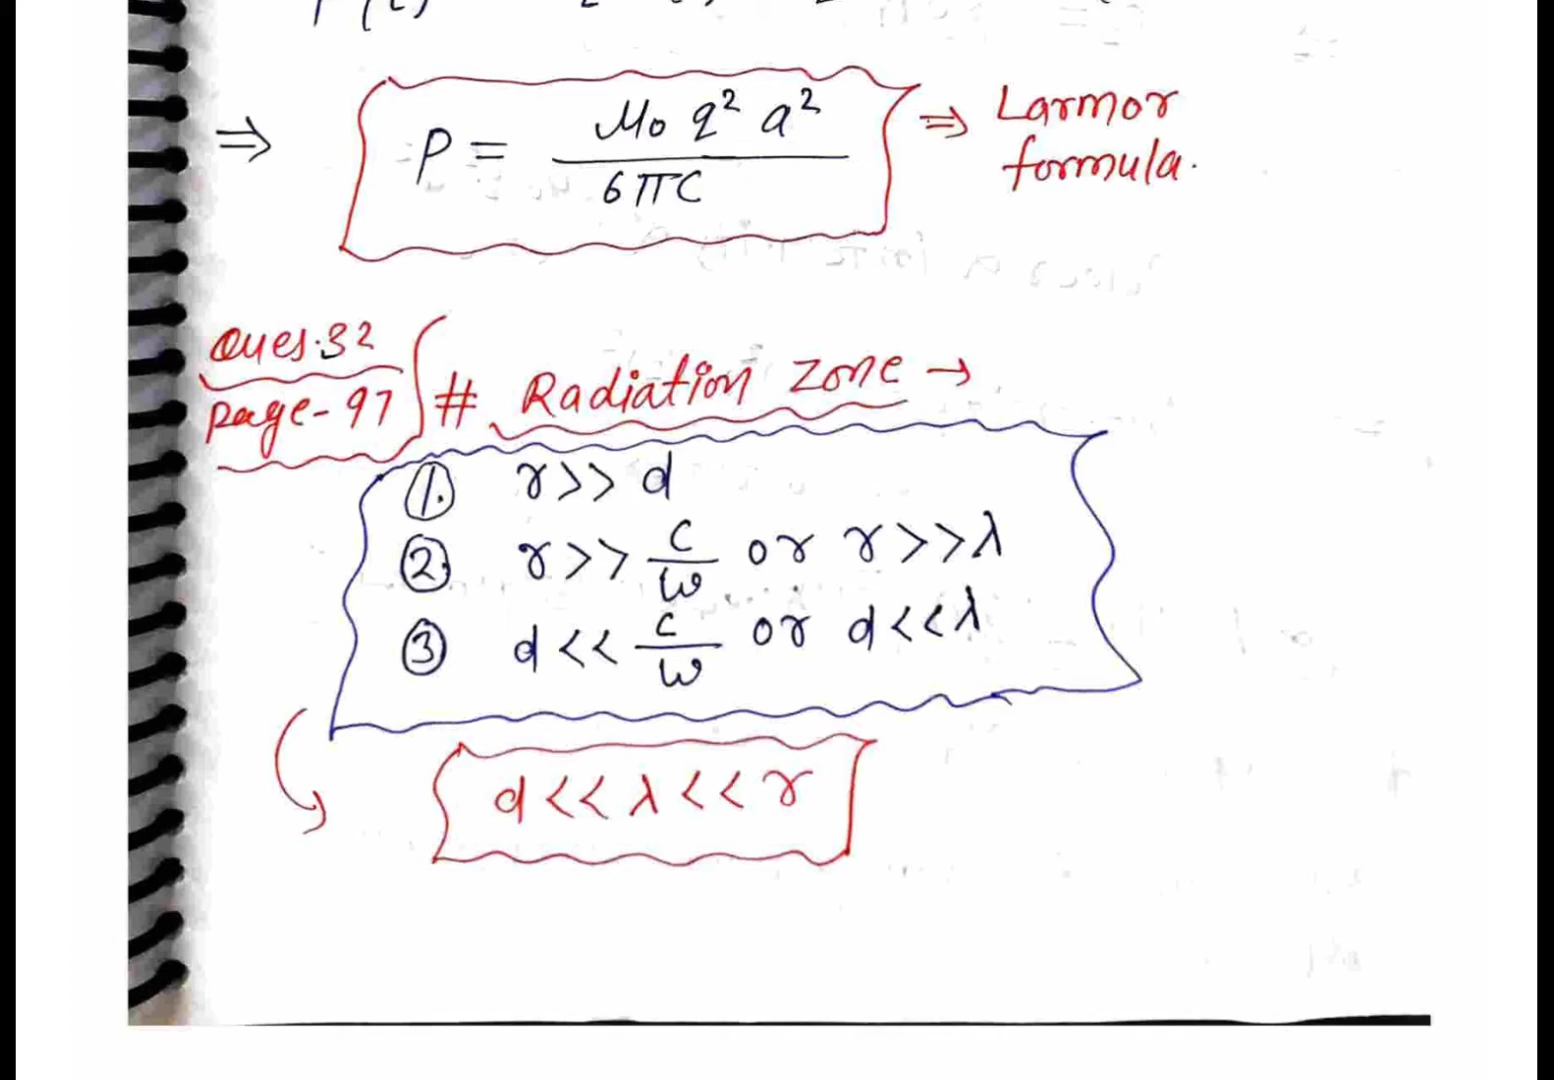 ⇒ P = μ₀ q² a² / 6πc ⇒ Larmor formula.
Ques.32
Page-97 # Radiation zone →
① r >> d
② r >> c/ω or r >> λ
③ d << c/ω or d << λ
d << λ << r